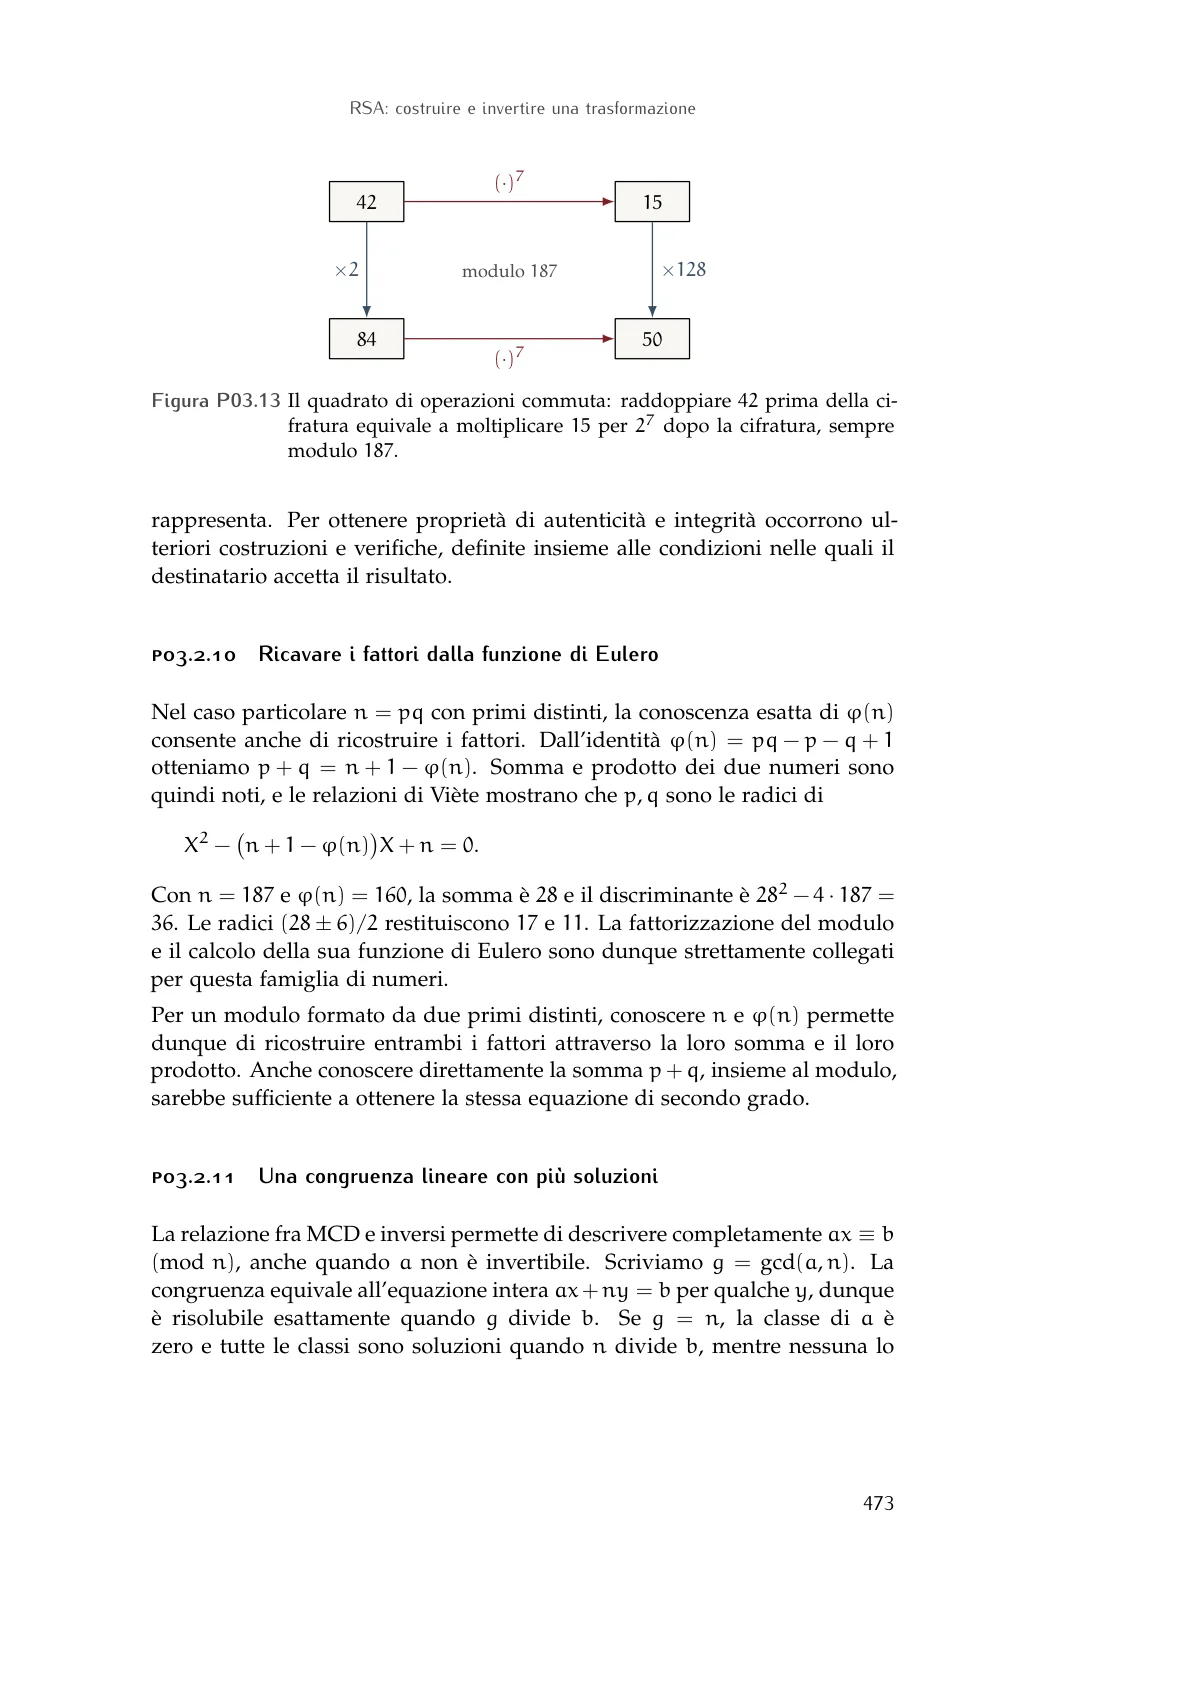 RSA: costruire e invertire una trasformazione
(·)⁷
42
15
×2
modulo 187
×128
84
50
(·)⁷
Figura P03.13 Il quadrato di operazioni commuta: raddoppiare 42 prima della ci-
fratura equivale a moltiplicare 15 per 2⁷ dopo la cifratura, sempre
modulo 187.
rappresenta. Per ottenere proprietà di autenticità e integrità occorrono ul-
teriori costruzioni e verifiche, definite insieme alle condizioni nelle quali il
destinatario accetta il risultato.
P03.2.10 Ricavare i fattori dalla funzione di Eulero
Nel caso particolare n = pq con primi distinti, la conoscenza esatta di φ(n)
consente anche di ricostruire i fattori. Dall'identità φ(n) = pq − p − q + 1
otteniamo p + q = n + 1 − φ(n). Somma e prodotto dei due numeri sono
quindi noti, e le relazioni di Viète mostrano che p, q sono le radici di
X² − (n + 1 − φ(n))X + n = 0.
Con n = 187 e φ(n) = 160, la somma è 28 e il discriminante è 28² − 4 · 187 =
36. Le radici (28 ± 6)/2 restituiscono 17 e 11. La fattorizzazione del modulo
e il calcolo della sua funzione di Eulero sono dunque strettamente collegati
per questa famiglia di numeri.
Per un modulo formato da due primi distinti, conoscere n e φ(n) permette
dunque di ricostruire entrambi i fattori attraverso la loro somma e il loro
prodotto. Anche conoscere direttamente la somma p + q, insieme al modulo,
sarebbe sufficiente a ottenere la stessa equazione di secondo grado.
P03.2.11 Una congruenza lineare con più soluzioni
La relazione fra MCD e inversi permette di descrivere completamente ax ≡ b
(mod n), anche quando a non è invertibile. Scriviamo g = gcd(a, n). La
congruenza equivale all'equazione intera ax + ny = b per qualche y, dunque
è risolubile esattamente quando g divide b. Se g = n, la classe di a è
zero e tutte le classi sono soluzioni quando n divide b, mentre nessuna lo
473